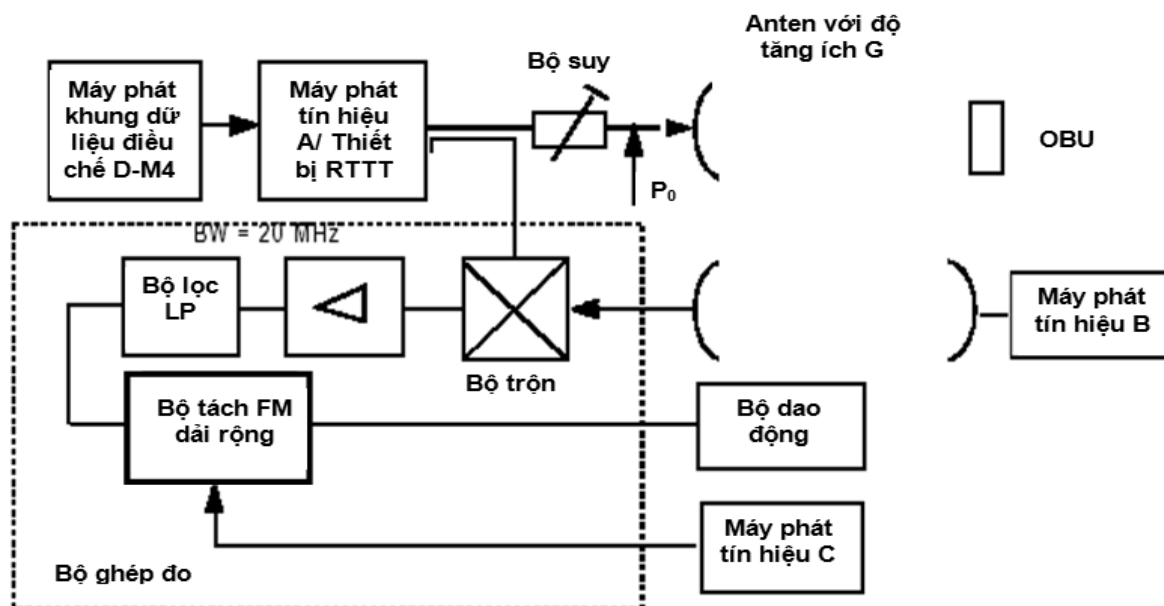 Máy phát
khung dữ
liệu điều
chế D-M4
Máy phát
tín hiệu
A/ Thiết
bị RTTT
Bộ suy
Anten với độ
tăng ích G
P₀
OBU
BW = 20 MHz
Bộ lọc
LP
Bộ trộn
Máy phát
tín hiệu B
Bộ tách FM
dải rộng
Bộ dao
động
Máy phát
tín hiệu C
Bộ ghép đo